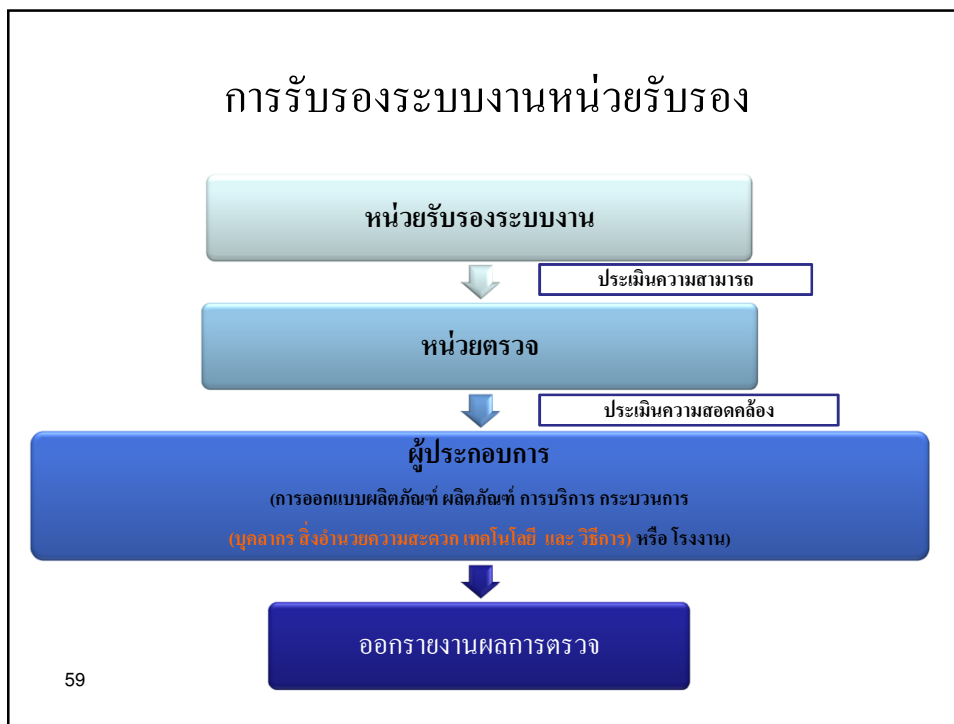 การรับรองระบบงานหน่วยรับรอง
หน่วยรับรองระบบงาน
ประเมินความสามารถ
หน่วยตรวจ
ประเมินความสอดคล้อง
ผู้ประกอบการ
(การออกแบบผลิตภัณฑ์ ผลิตภัณฑ์ การบริการ กระบวนการ
(บุคลากร สิ่งอำนวยความสะดวก เทคโนโลยี และ วิธีการ) หรือ โรงงาน)
ออกรายงานผลการตรวจ
59